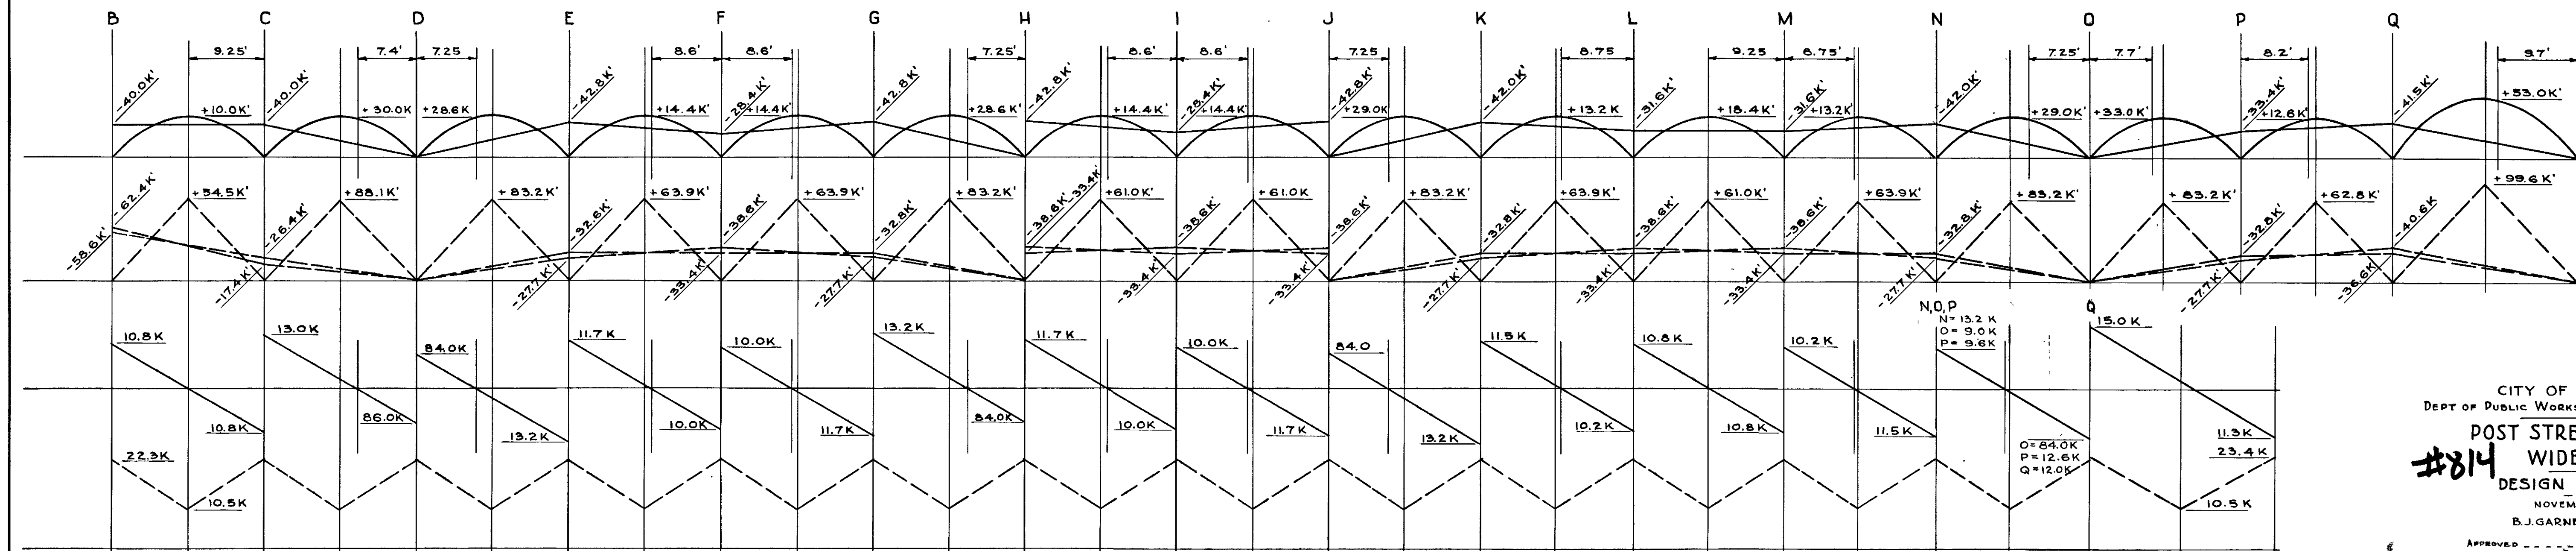 B C D E F G H I J K L M N O P Q
9.25' 7.4' 7.25 8.6' 8.6' 7.25' 8.6' 8.6' 7.25 8.75 9.25 8.75' 7.25' 7.7' 8.2' 9.7'
-40.0K' -40.0K' -42.8K' -28.4K' -42.8K' -42.8K' -28.4K' -42.8K' -42.0K' -31.6K' -31.6K' -42.0K' -33.4K' -41.5K'
+10.0K' +30.0K +28.6K +14.4K' +14.4K' +28.6K' +14.4K' +14.4K' +29.0K +13.2K +18.4K' +13.2K' +29.0K' +33.0K' +12.6K' +53.0K'
-62.4K' +54.5K' -26.4K' +88.1K' +83.2K' -32.6K' +63.9K' -38.6K' +63.9K' -32.8K' +83.2K' -38.6K' -33.4K +61.0K' -38.6K' +61.0K -38.6K' +83.2K' -32.8K' +63.9K' -38.6K' +61.0K' -38.6K' +63.9K' -32.8K' +83.2K' +83.2K' -32.8K' +62.8K' -40.6K +99.6K'
-58.6K' -17.4K' -27.7K' -33.4K' -27.7K' -33.4K' -33.4K' -27.7K' -33.4K' -33.4K' -27.7K' -27.7K' -36.6K
N,O,P Q
N= 13.2 K
O= 9.0K
P= 9.6K
10.8K 13.0K 84.0K 11.7K 10.0K 13.2K 11.7K 10.0K 84.0 11.5K 10.8K 10.2K 15.0K
10.8K 86.0K 13.2K 10.0K 11.7K 84.0K 10.0K 11.7K 13.2K 10.2K 10.8K 11.5K 11.3K
O=84.0K
P=12.6K
Q=12.0K
22.3K 23.4K
10.5K 10.5K
CITY OF
DEPT OF PUBLIC WORKS
POST STRE
#814 WIDE
DESIGN
NOVEM
B.J.GARNE
APPROVED